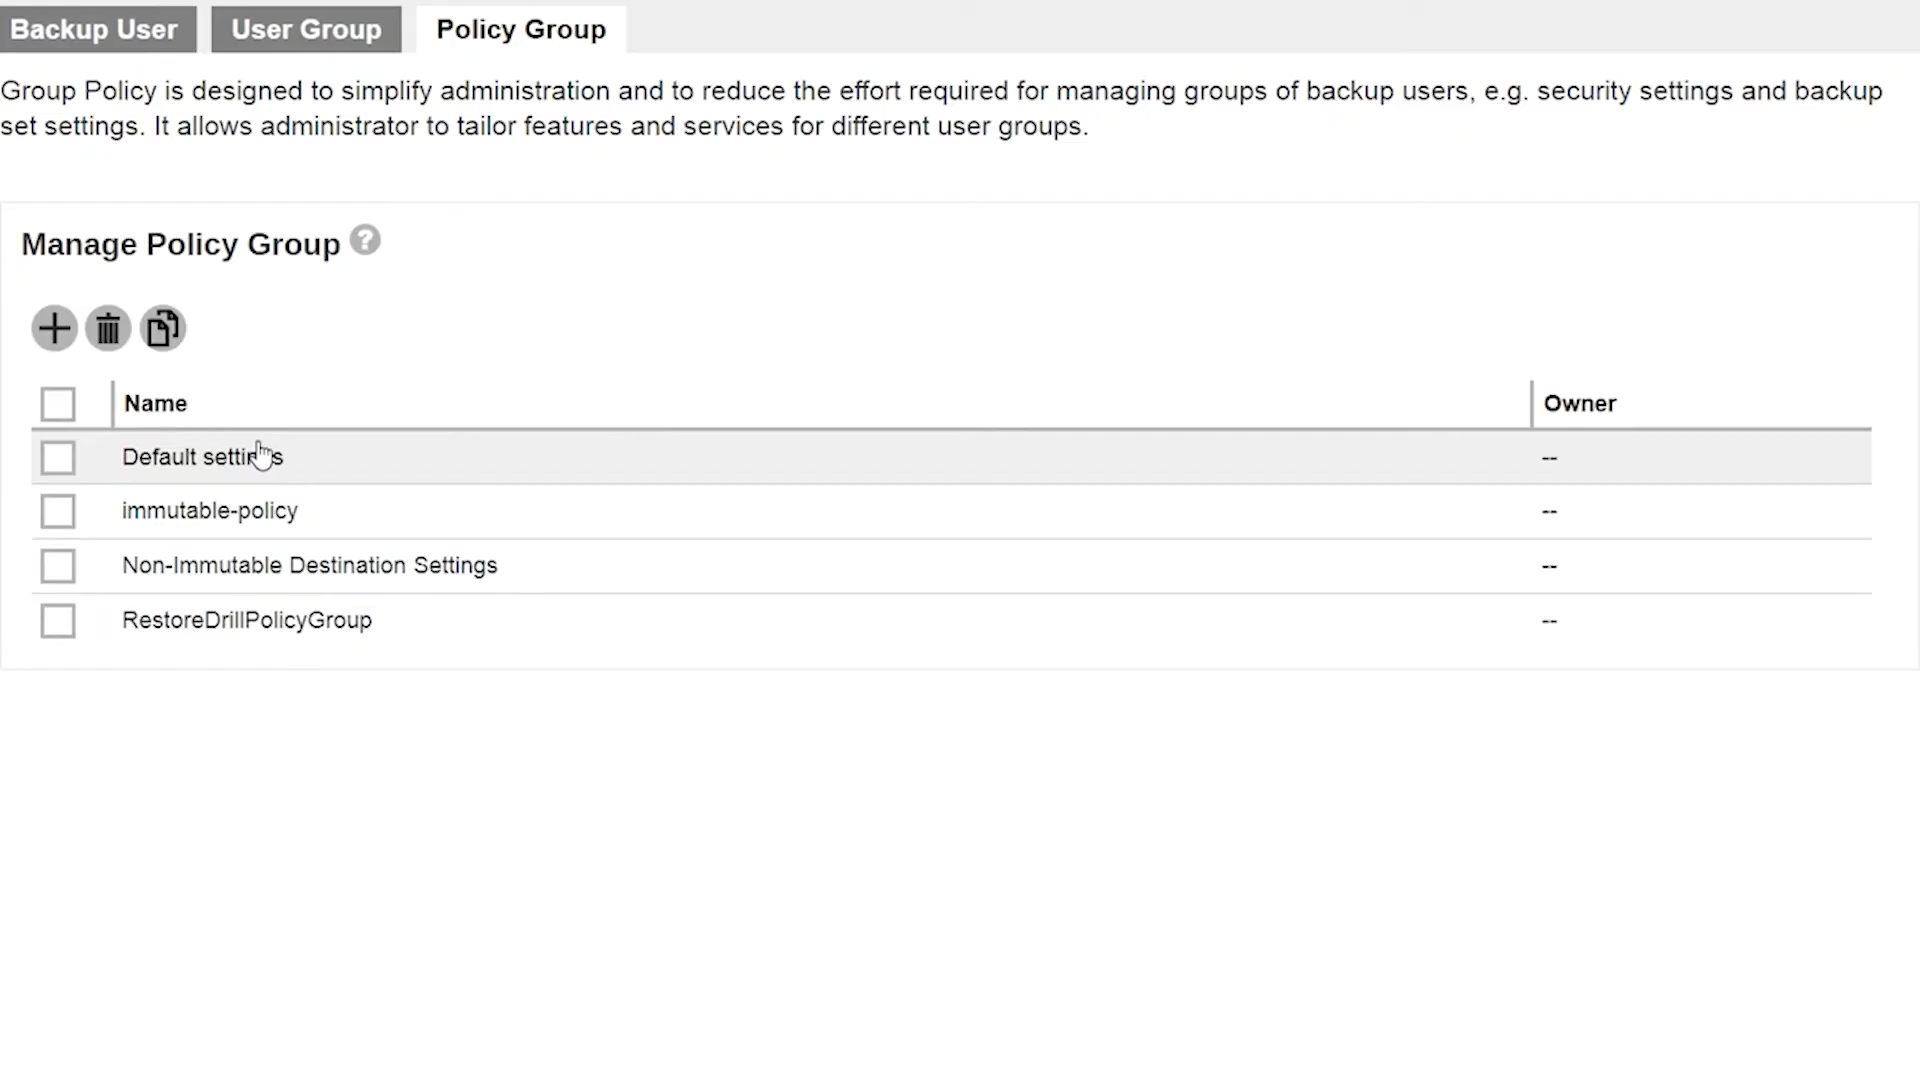 Backup User User Group Policy Group
Group Policy is designed to simplify administration and to reduce the effort required for managing groups of backup users, e.g. security settings and backup
set settings. It allows administrator to tailor features and services for different user groups.
Manage Policy Group ?
Name Owner
Default settings --
immutable-policy --
Non-Immutable Destination Settings --
RestoreDrillPolicyGroup --